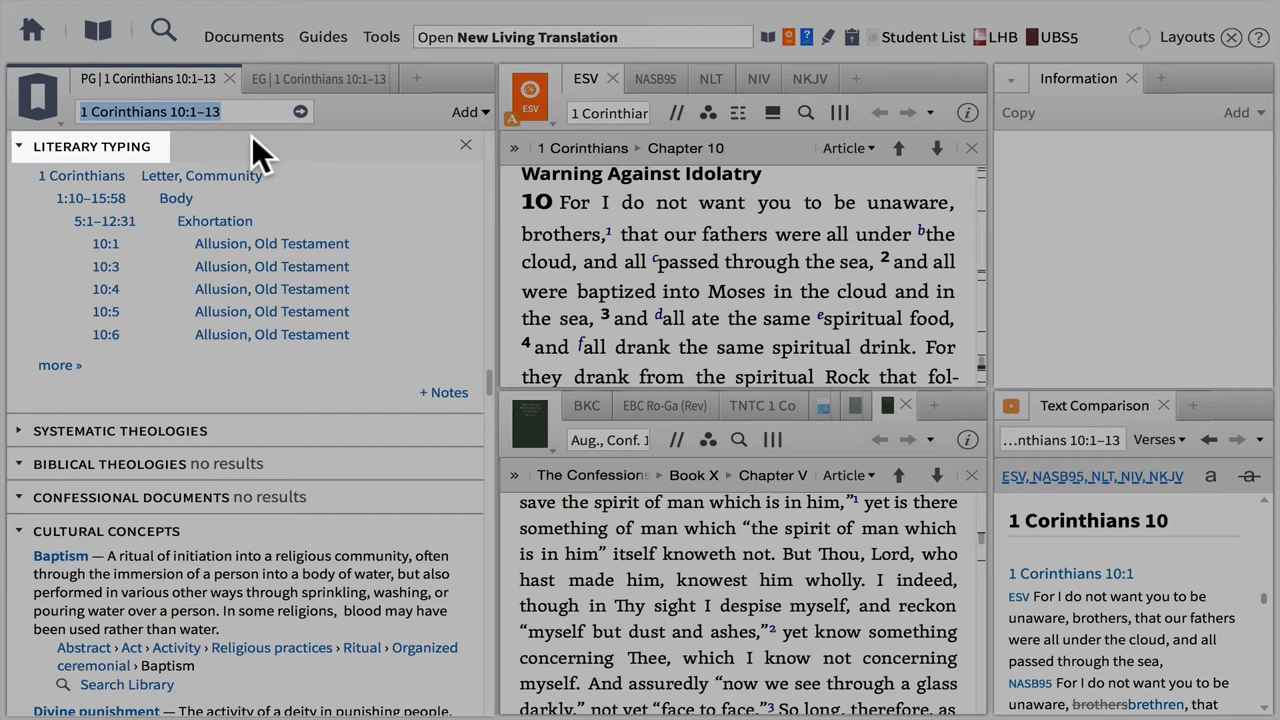 Documents Guides Tools Open New Living Translation Student List LHB UBS5 Layouts
PG | 1 Corinthians 10:1–13 EG | 1 Corinthians 10:1–13
1 Corinthians 10:1–13 Add
LITERARY TYPING
1 Corinthians Letter, Community
1:10–15:58 Body
5:1–12:31 Exhortation
10:1 Allusion, Old Testament
10:3 Allusion, Old Testament
10:4 Allusion, Old Testament
10:5 Allusion, Old Testament
10:6 Allusion, Old Testament
more »
+ Notes
SYSTEMATIC THEOLOGIES
BIBLICAL THEOLOGIES no results
CONFESSIONAL DOCUMENTS no results
CULTURAL CONCEPTS
Baptism — A ritual of initiation into a religious community, often
through the immersion of a person into a body of water, but also
performed in various other ways through sprinkling, washing, or
pouring water over a person. In some religions, blood may have
been used rather than water.
Abstract › Act › Activity › Religious practices › Ritual › Organized
ceremonial › Baptism
Search Library
Divine punishment — The activity of a deity in punishing people,
ESV NASB95 NLT NIV NKJV
ESV
A
1 Corinthiar
» 1 Corinthians Chapter 10 Article
Warning Against Idolatry
10 For I do not want you to be unaware,
brothers,1 that our fathers were all under bthe
cloud, and all cpassed through the sea, 2 and all
were baptized into Moses in the cloud and in
the sea, 3 and dall ate the same espiritual food,
4 and fall drank the same spiritual drink. For
they drank from the spiritual Rock that fol-
BKC EBC Ro-Ga (Rev) TNTC 1 Co
Aug., Conf. 1
» The Confessions Book X Chapter V Article
save the spirit of man which is in him,”1 yet is there
something of man which “the spirit of man which
is in him” itself knoweth not. But Thou, Lord, who
hast made him, knowest him wholly. I indeed,
though in Thy sight I despise myself, and reckon
“myself but dust and ashes,”2 yet know something
concerning Thee, which I know not concerning
myself. And assuredly “now we see through a glass
darkly,” not yet “face to face.”3 So long, therefore, as
Information
Copy Add
Text Comparison
...nthians 10:1–13 Verses
ESV, NASB95, NLT, NIV, NKJV a a
1 Corinthians 10
1 Corinthians 10:1
ESV For I do not want you to be
unaware, brothers, that our fathers
were all under the cloud, and all
passed through the sea,
NASB95 For I do not want you to be
unaware, brothersbrethren, that